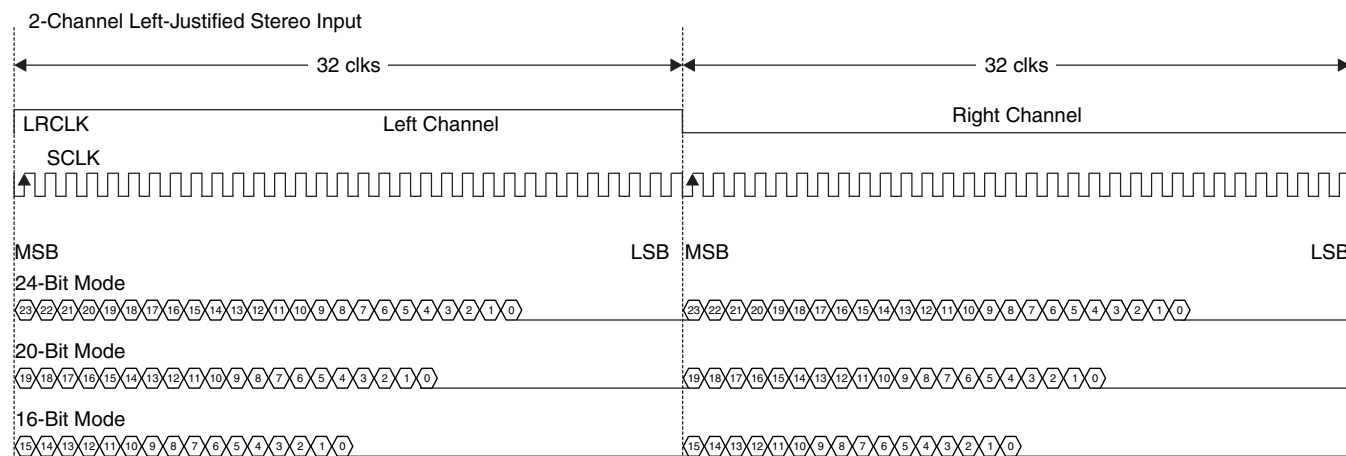 2-Channel Left-Justified Stereo Input
32 clks 32 clks
LRCLK Left Channel Right Channel
SCLK
MSB LSB MSB LSB
24-Bit Mode
23 22 21 20 19 18 17 16 15 14 13 12 11 10 9 8 7 6 5 4 3 2 1 0 23 22 21 20 19 18 17 16 15 14 13 12 11 10 9 8 7 6 5 4 3 2 1 0
20-Bit Mode
19 18 17 16 15 14 13 12 11 10 9 8 7 6 5 4 3 2 1 0 19 18 17 16 15 14 13 12 11 10 9 8 7 6 5 4 3 2 1 0
16-Bit Mode
15 14 13 12 11 10 9 8 7 6 5 4 3 2 1 0 15 14 13 12 11 10 9 8 7 6 5 4 3 2 1 0